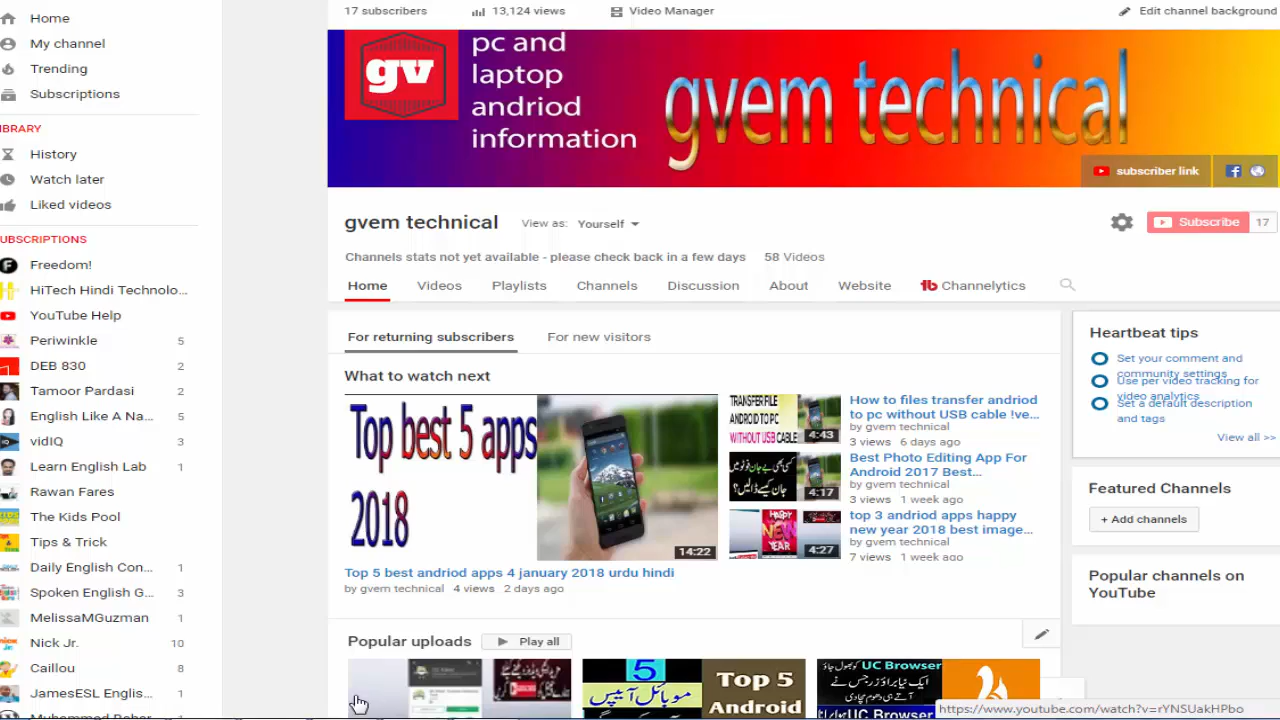 17 subscribers
13,124 views
Video Manager
Edit channel background
Home
My channel
Trending
Subscriptions
IBRARY
History
Watch later
Liked videos
UBSCRIPTIONS
Freedom!
HiTech Hindi Technolo...
YouTube Help
Periwinkle 5
DEB 830 2
Tamoor Pardasi 2
English Like A Na... 5
vidIQ 3
Learn English Lab 1
Rawan Fares
The Kids Pool
Tips & Trick
Daily English Con... 1
Spoken English G... 3
MelissaMGuzman 1
Nick Jr. 10
Caillou 8
JamesESL Englis... 1
gv
pc and
laptop
andriod
information
gvem technical
subscriber link
gvem technical
View as: Yourself
Subscribe 17
Channels stats not yet available - please check back in a few days
58 Videos
Home Videos Playlists Channels Discussion About Website Channelytics
For returning subscribers
For new visitors
What to watch next
Top best 5 apps
2018
14:22
Top 5 best andriod apps 4 january 2018 urdu hindi
by gvem technical 4 views 2 days ago
TRANSFER FILE
ANDROID TO PC
WITHOUT USB CABLE
4:43
How to files transfer andriod
to pc without USB cable !ve...
by gvem technical
3 views 6 days ago
4:17
Best Photo Editing App For
Android 2017 Best...
by gvem technical
3 views 1 week ago
HAPPY
NEW
YEAR
4:27
top 3 andriod apps happy
new year 2018 best image...
by gvem technical
7 views 1 week ago
Popular uploads
Play all
5
موبائل ایپس
Top 5
Android
UC Browser کو بھول جاؤ
UC Browser
https://www.youtube.com/watch?v=rYNSUakHPbo
Heartbeat tips
Set your comment and
community settings
Use per video tracking for
video analytics
Set a default description
and tags
View all >>
Featured Channels
+ Add channels
Popular channels on
YouTube